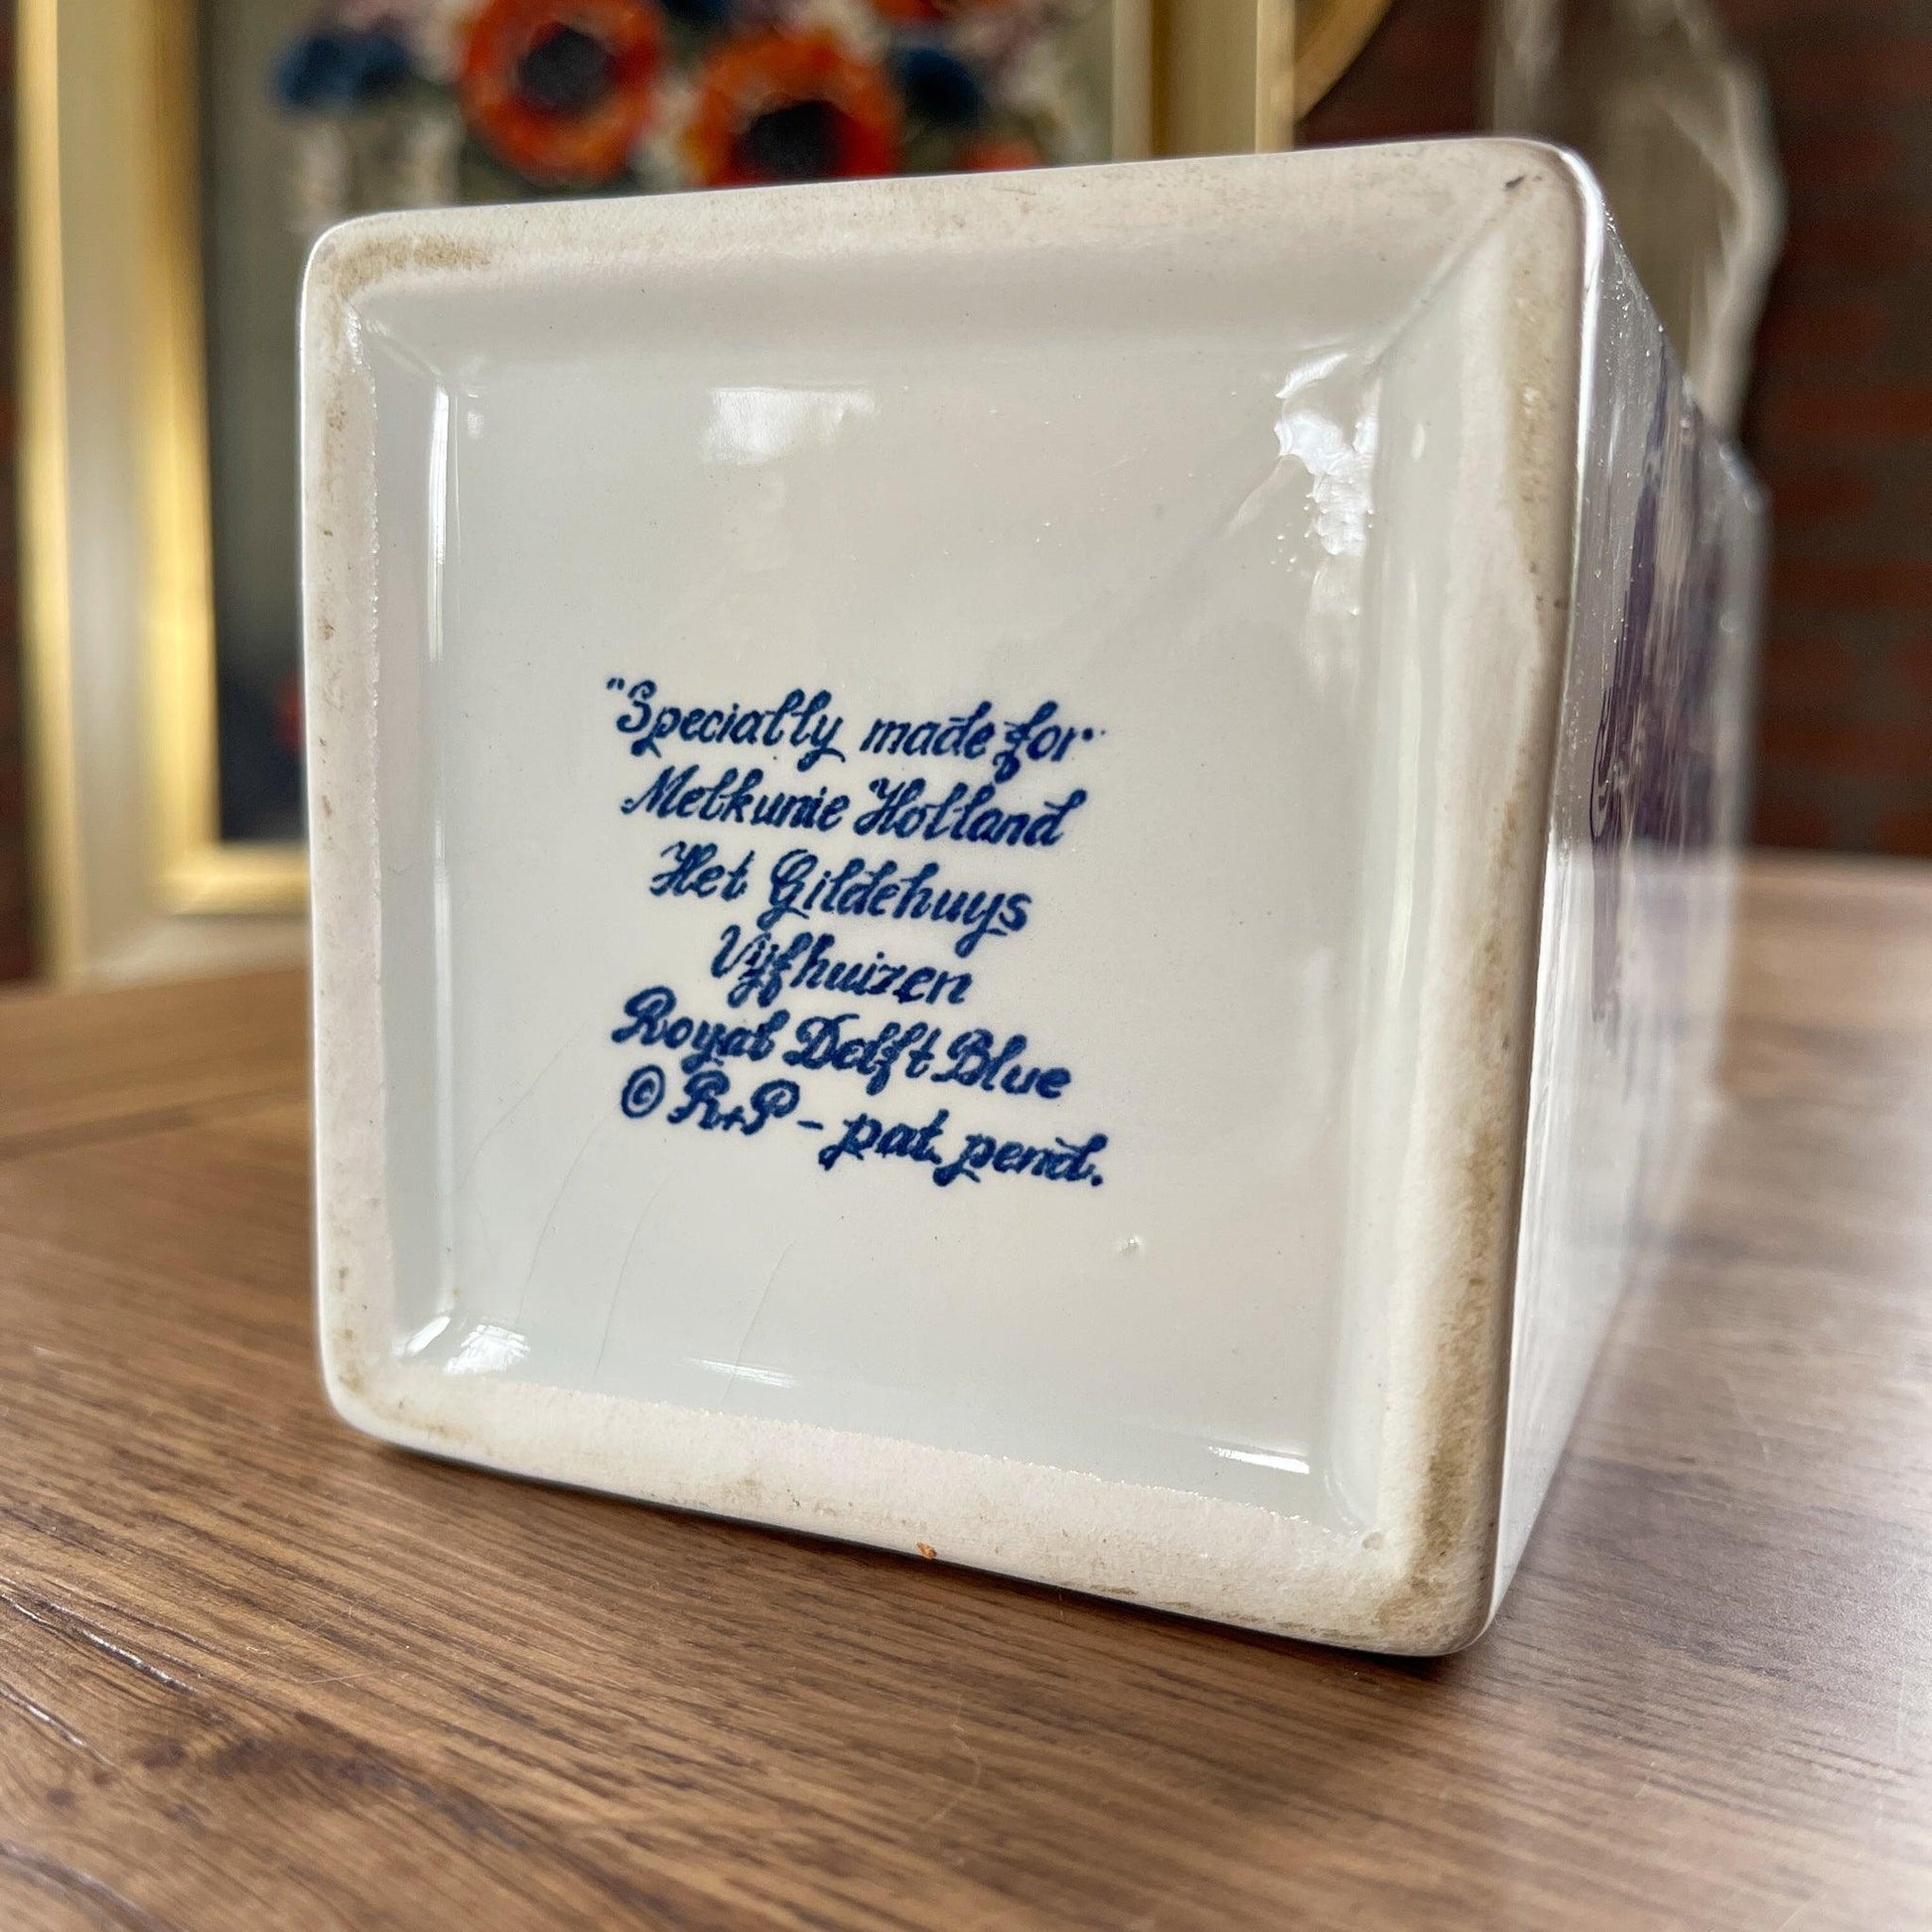 "Specially made for"
Melkunie Holland
Het Gildehuys
Vijfhuizen
Royal Delft Blue
© R+P - pat. pend.